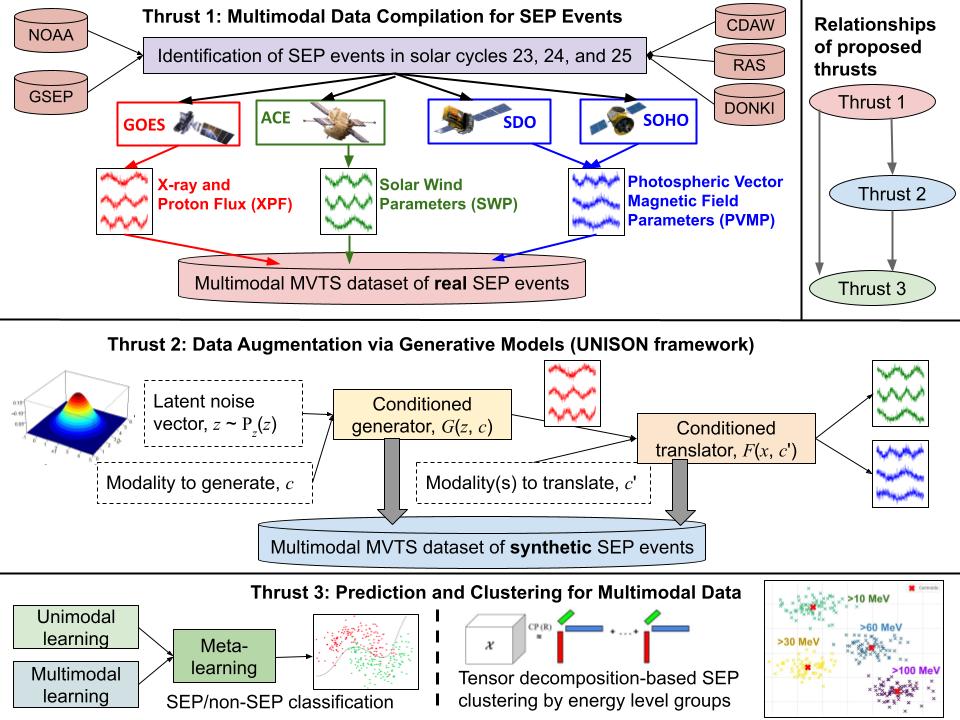 Thrust 1: Multimodal Data Compilation for SEP Events
NOAA
GSEP
Identification of SEP events in solar cycles 23, 24, and 25
CDAW
RAS
DONKI
GOES
ACE
SDO
SOHO
X-ray and
Proton Flux (XPF)
Solar Wind
Parameters (SWP)
Photospheric Vector
Magnetic Field
Parameters (PVMP)
Multimodal MVTS dataset of real SEP events
Relationships
of proposed
thrusts
Thrust 1
Thrust 2
Thrust 3
Thrust 2: Data Augmentation via Generative Models (UNISON framework)
Latent noise
vector, z ~ Pz(z)
Modality to generate, c
Conditioned
generator, G(z, c)
Modality(s) to translate, c'
Conditioned
translator, F(x, c')
Multimodal MVTS dataset of synthetic SEP events
Thrust 3: Prediction and Clustering for Multimodal Data
Unimodal
learning
Multimodal
learning
Meta-
learning
SEP/non-SEP classification
x
CP (R)
≈
+ ... +
Tensor decomposition-based SEP
clustering by energy level groups
>10 MeV
>30 MeV
>60 MeV
>100 MeV